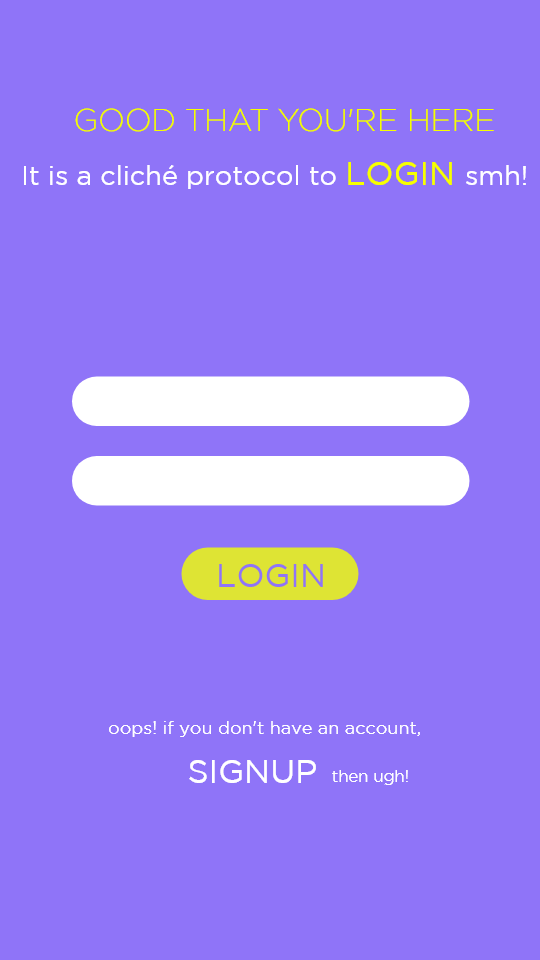 GOOD THAT YOU'RE HERE
It is a cliché protocol to LOGIN smh!
LOGIN
oops! if you don't have an account,
SIGNUP then ugh!